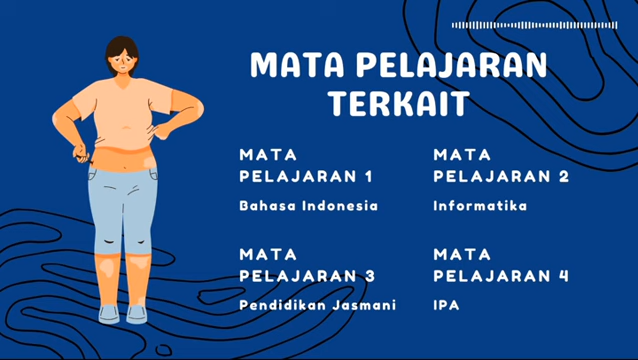 MATA PELAJARAN
TERKAIT
MATA
PELAJARAN 1
Bahasa Indonesia
MATA
PELAJARAN 2
Informatika
MATA
PELAJARAN 3
Pendidikan Jasmani
MATA
PELAJARAN 4
IPA